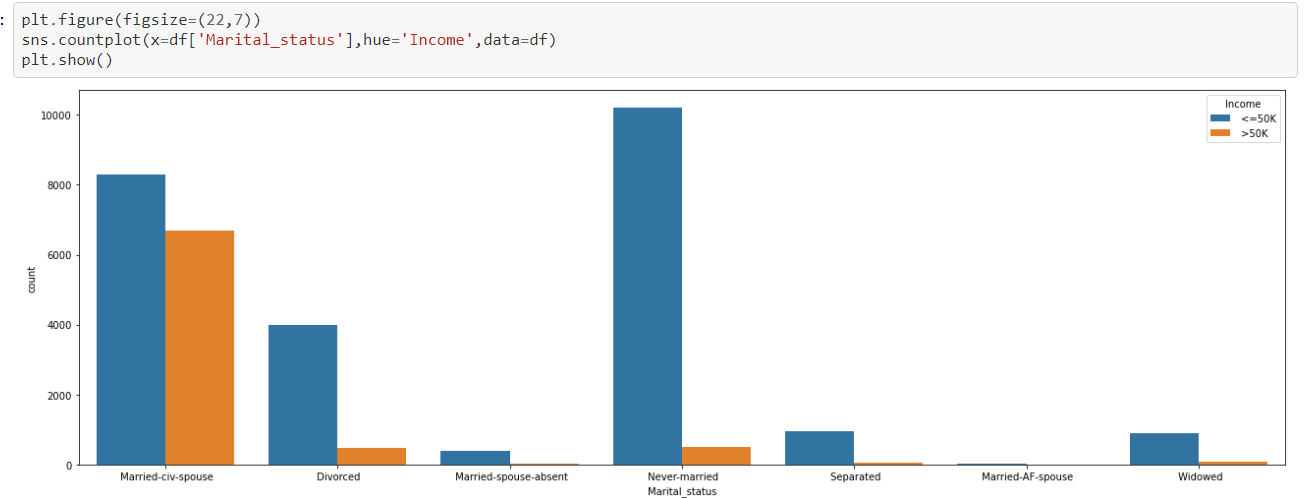 :
plt.figure(figsize=(22,7))
sns.countplot(x=df['Marital_status'],hue='Income',data=df)
plt.show()
Income
<=50K
>50K
10000
8000
6000
4000
2000
0
count
Married-civ-spouse
Divorced
Married-spouse-absent
Never-married
Separated
Married-AF-spouse
Widowed
Marital_status